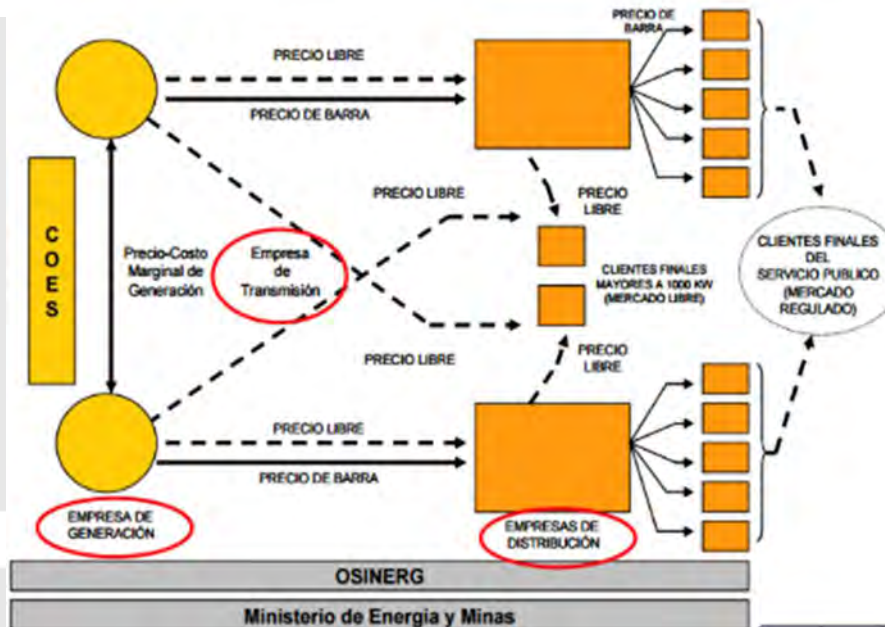 PRECIO DE
BARRA
PRECIO LIBRE
PRECIO DE BARRA
PRECIO LIBRE
PRECIO
LIBRE
COES
Precio-Costo
Marginal de
Generación
Empresa
de
Transmisión
CLIENTES FINALES
MAYORES A 1000 KW
(MERCADO LIBRE)
CLIENTES FINALES
DEL
SERVICIO PUBLICO
(MERCADO
REGULADO)
PRECIO LIBRE
PRECIO
LIBRE
PRECIO LIBRE
PRECIO DE BARRA
EMPRESA DE
GENERACIÓN
EMPRESAS DE
DISTRIBUCIÓN
OSINERG
Ministerio de Energia y Minas